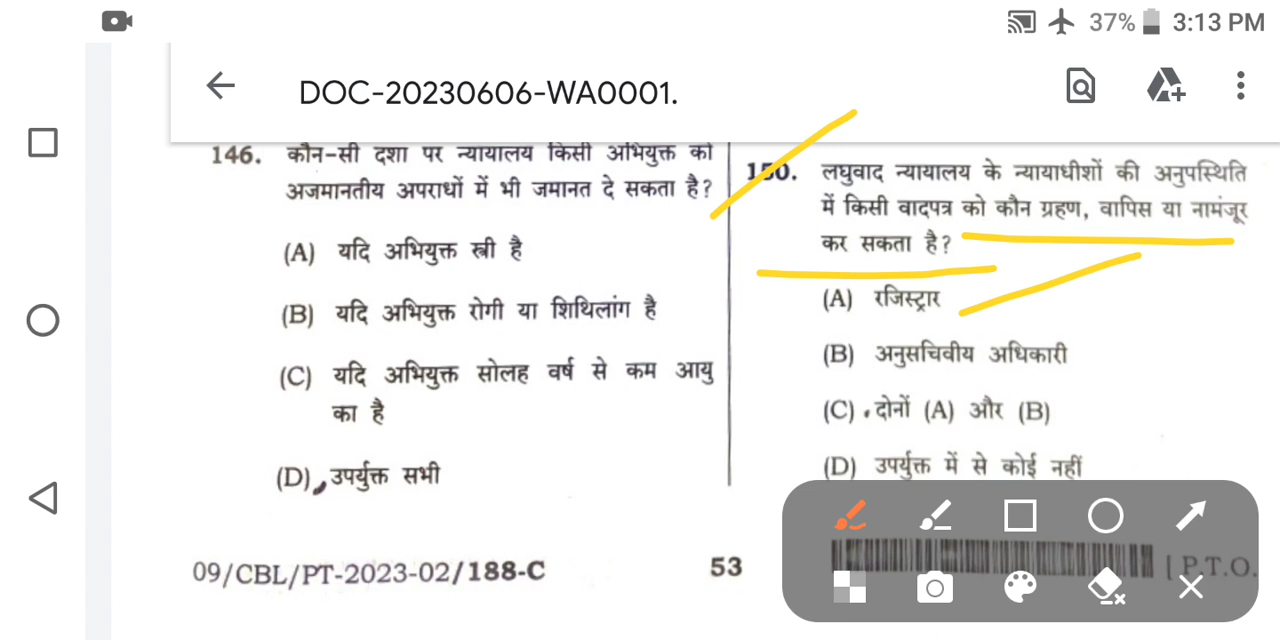 37% 3:13 PM
DOC-20230606-WA0001.
146. कौन-सी दशा पर न्यायालय किसी अभियुक्त को
अजमानतीय अपराधों में भी जमानत दे सकता है?
(A) यदि अभियुक्त स्त्री है
(B) यदि अभियुक्त रोगी या शिथिलांग है
(C) यदि अभियुक्त सोलह वर्ष से कम आयु
का है
(D) उपर्युक्त सभी
150. लघुवाद न्यायालय के न्यायाधीशों की अनुपस्थिति
में किसी वादपत्र को कौन ग्रहण, वापिस या नामंजूर
कर सकता है?
(A) रजिस्ट्रार
(B) अनुसचिवीय अधिकारी
(C) दोनों (A) और (B)
(D) उपर्युक्त में से कोई नहीं
09/CBL/PT-2023-02/188-C
53
[ P.T.O.